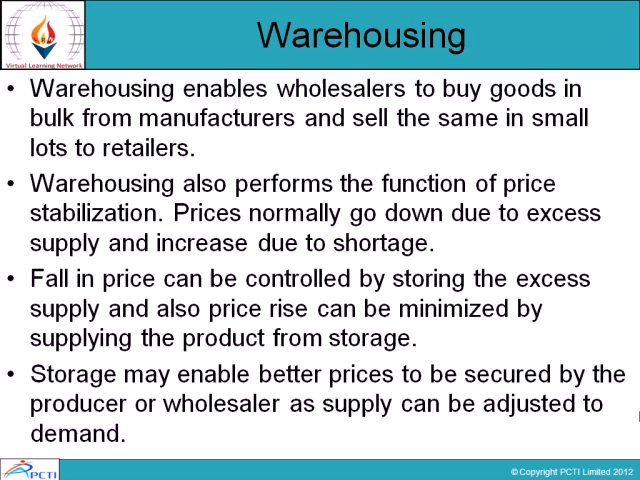 Warehousing
Virtual Learning Network
• Warehousing enables wholesalers to buy goods in
bulk from manufacturers and sell the same in small
lots to retailers.
• Warehousing also performs the function of price
stabilization. Prices normally go down due to excess
supply and increase due to shortage.
• Fall in price can be controlled by storing the excess
supply and also price rise can be minimized by
supplying the product from storage.
• Storage may enable better prices to be secured by the
producer or wholesaler as supply can be adjusted to
demand.
PCTI
© Copyright PCTI Limited 2012